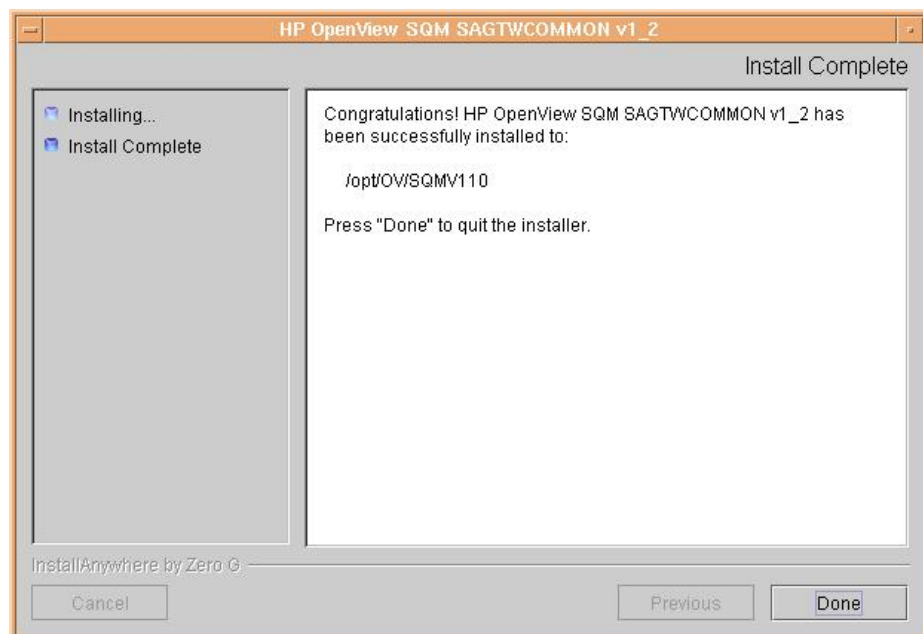 HP OpenView SQM SAGTWCOMMON v1_2
Install Complete
Installing...
Install Complete
Congratulations! HP OpenView SQM SAGTWCOMMON v1_2 has
been successfully installed to:
/opt/OV/SQMV110
Press "Done" to quit the installer.
InstallAnywhere by Zero G
Cancel
Previous
Done